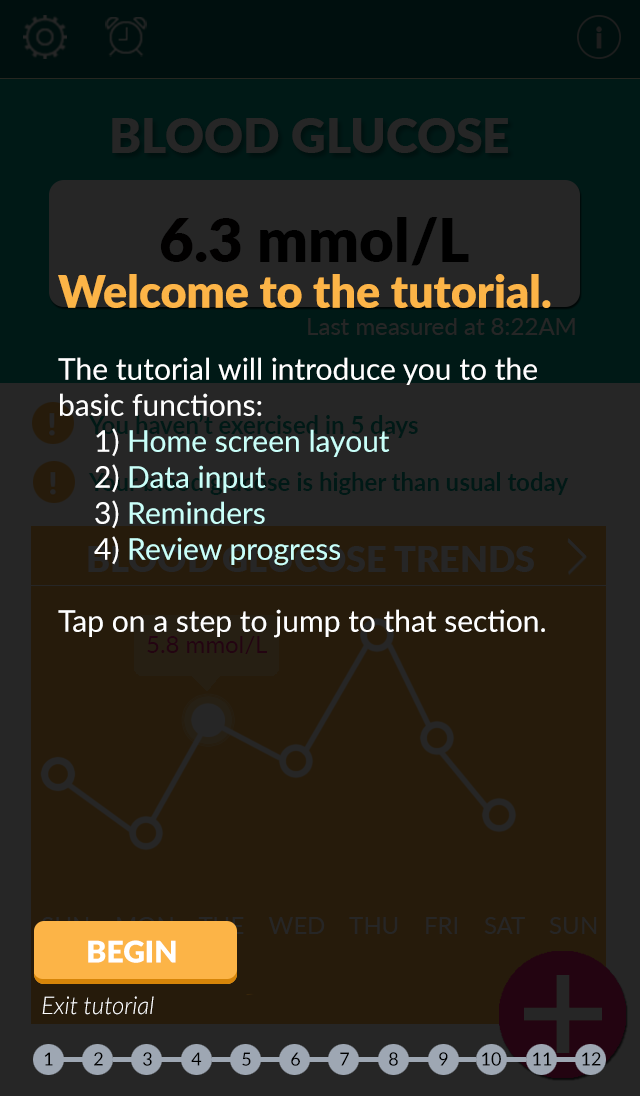 BLOOD GLUCOSE
6.3 mmol/L
Welcome to the tutorial.
Last measured at 8:22AM
The tutorial will introduce you to the
basic functions:
You haven't exercised in 5 days
1) Home screen layout
2) Data input
Your blood glucose is higher than usual today
3) Reminders
4) Review progress
BLOOD GLUCOSE TRENDS
Tap on a step to jump to that section.
5.8 mmol/L
SUN MON TUE WED THU FRI SAT SUN
BEGIN
Exit tutorial
1 2 3 4 5 6 7 8 9 10 11 12